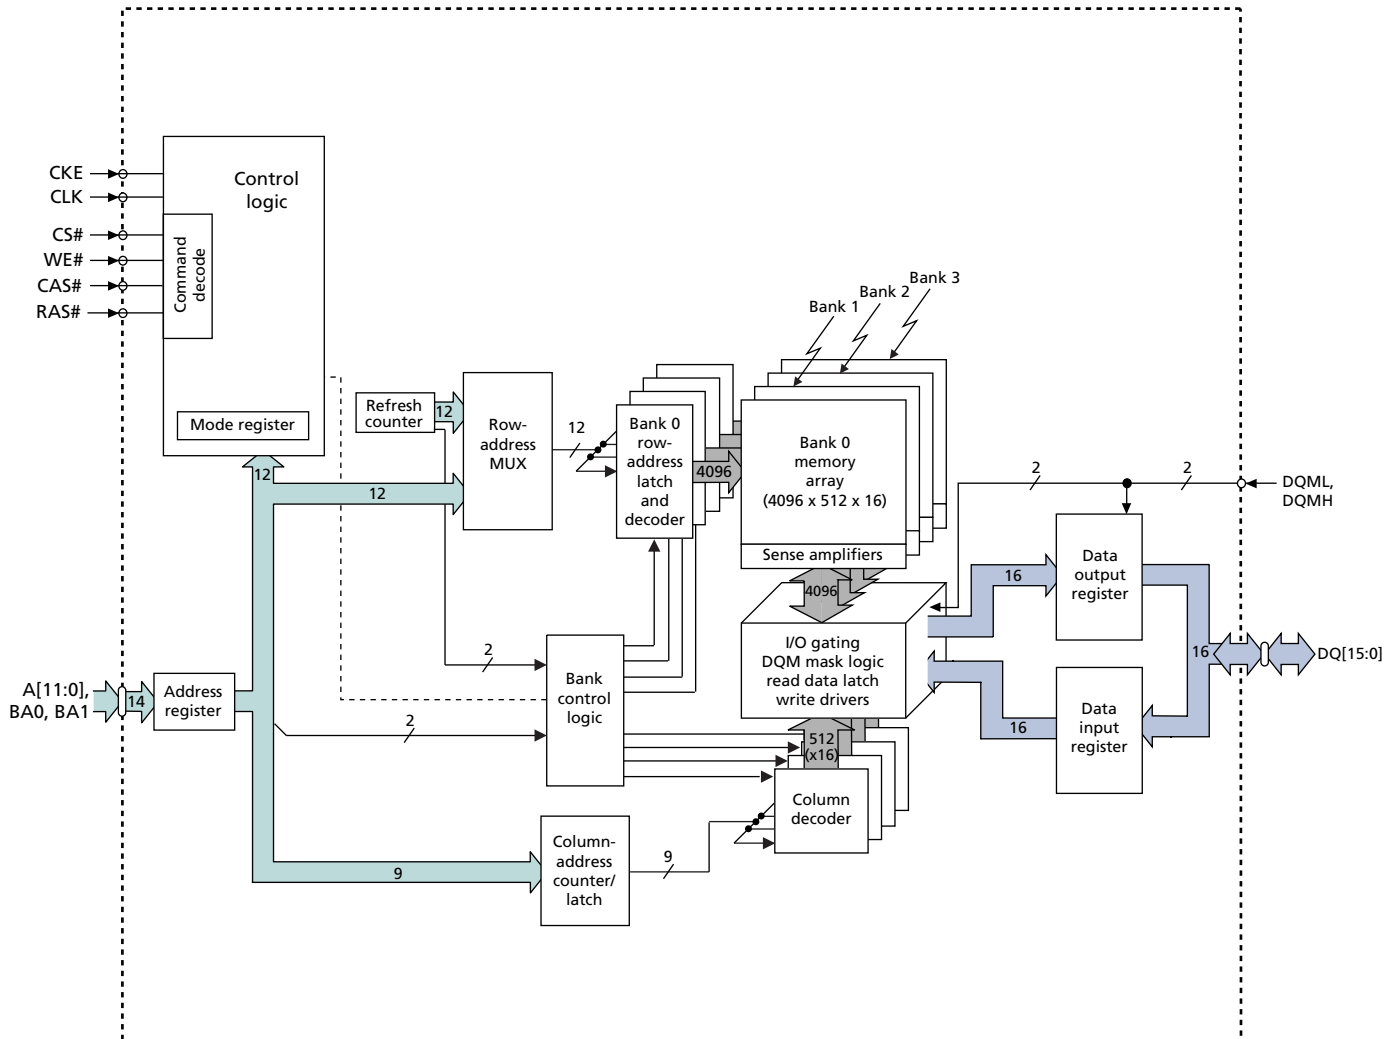 CKE
CLK
CS#
WE#
CAS#
RAS#
Control
logic
Command
decode
Mode register
Refresh
counter
12
12
12
Row-
address
MUX
12
Bank 0
row-
address
latch
and
decoder
4096
Bank 1
Bank 2
Bank 3
Bank 0
memory
array
(4096 x 512 x 16)
Sense amplifiers
4096
I/O gating
DQM mask logic
read data latch
write drivers
2
2
DQML,
DQMH
Data
output
register
16
16
DQ[15:0]
Data
input
register
16
A[11:0],
BA0, BA1
14
Address
register
2
2
Bank
control
logic
512
(x16)
Column
decoder
9
Column-
address
counter/
latch
9